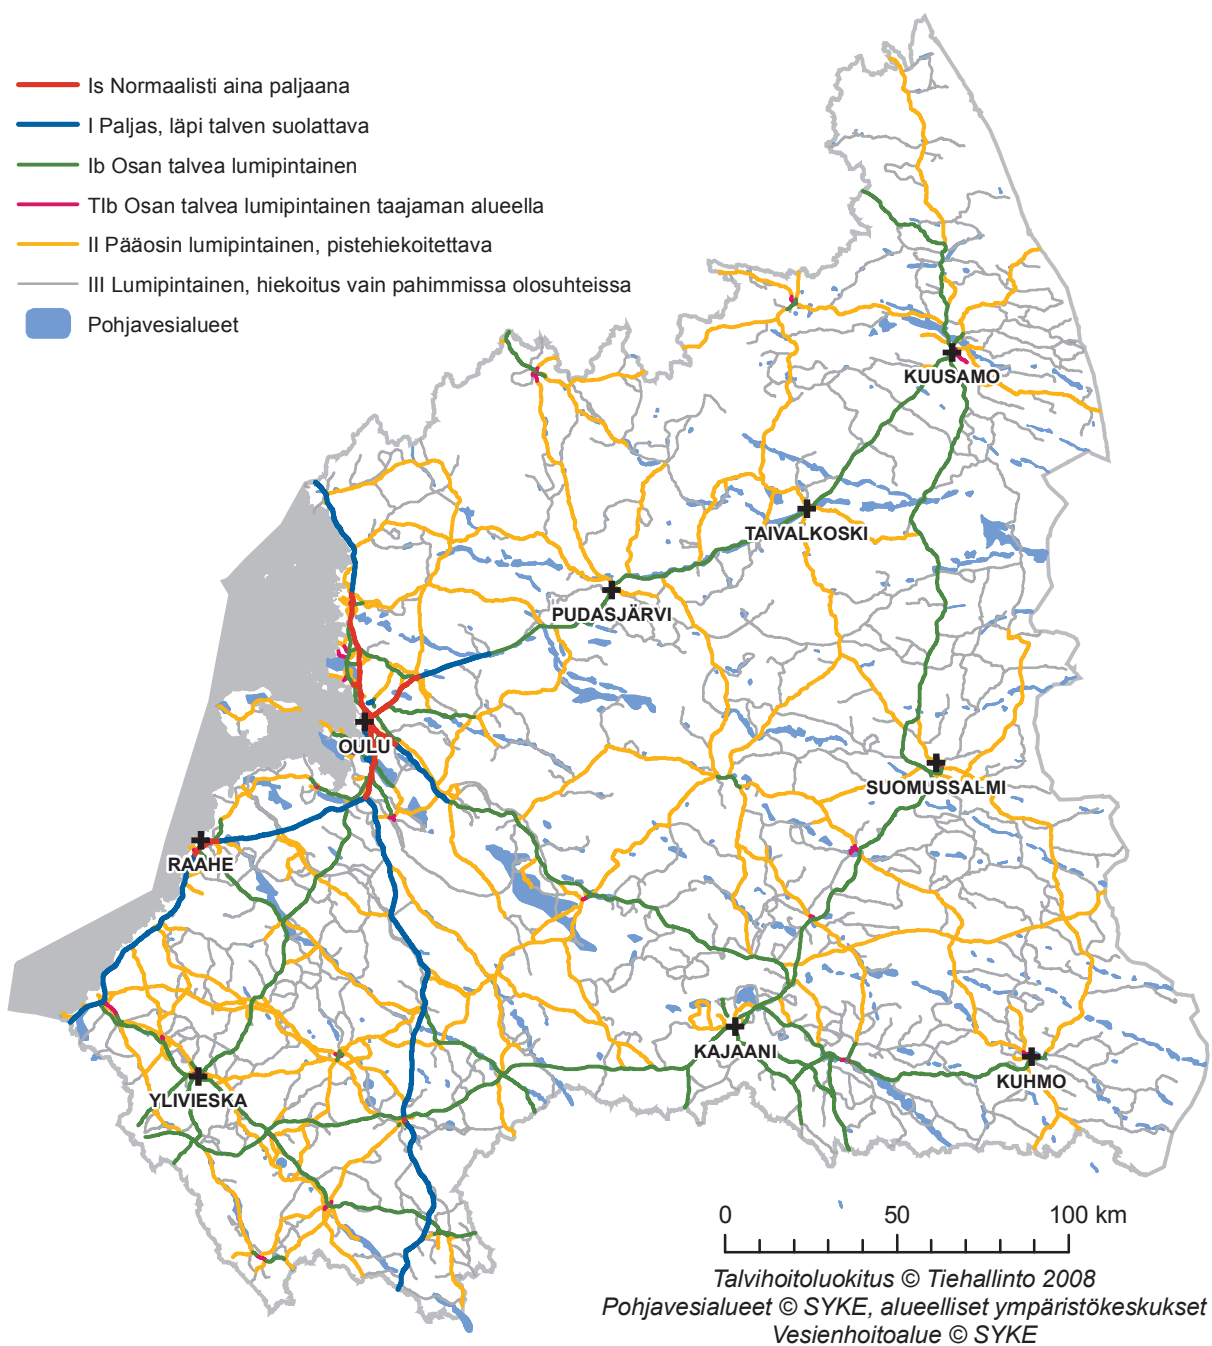 Is Normaalisti aina paljaana
I Paljas, läpi talven suolattava
Ib Osan talvea lumipintainen
TIb Osan talvea lumipintainen taajaman alueella
II Pääosin lumipintainen, pistehiekoitettava
III Lumipintainen, hiekoitus vain pahimmissa olosuhteissa
Pohjavesialueet
KUUSAMO
TAIVALKOSKI
PUDASJÄRVI
OULU
SUOMUSSALMI
RAAHE
KAJAANI
KUHMO
YLIVIESKA
0 50 100 km
Talvihoitoluokitus © Tiehallinto 2008
Pohjavesialueet © SYKE, alueelliset ympäristökeskukset
Vesienhoitoalue © SYKE